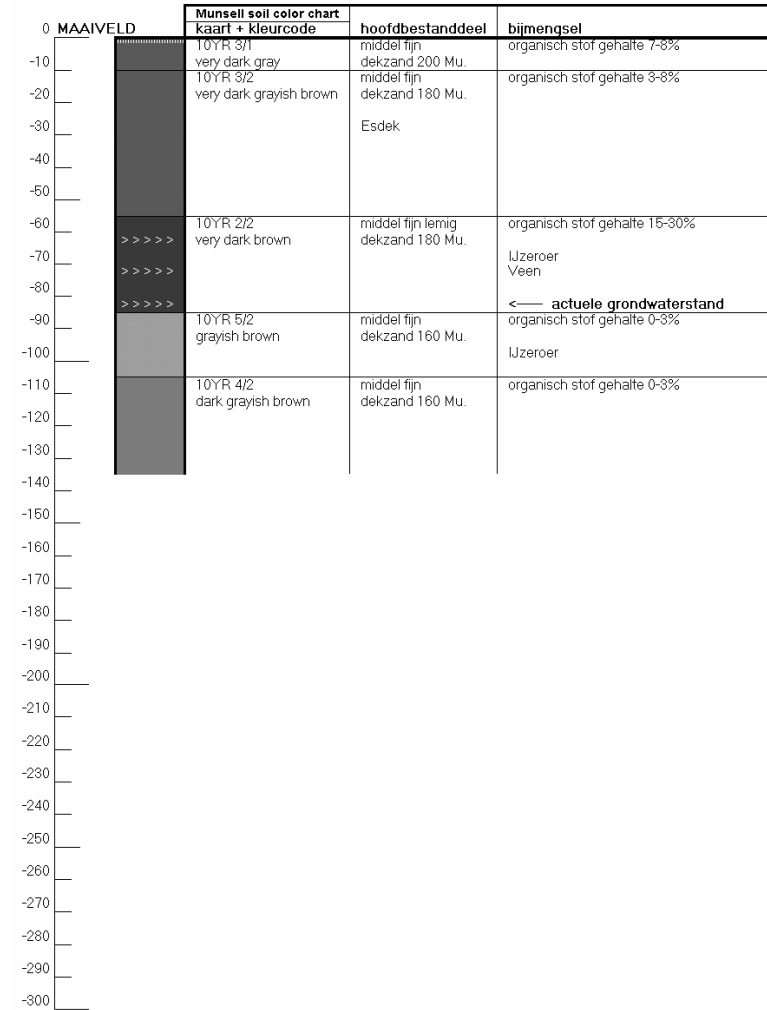 Munsell soil color chart
0 MAAIVELD kaart + kleurcode hoofdbestanddeel bijmengsel
10YR 3/1 middel fijn organisch stof gehalte 7-8%
-10 very dark gray dekzand 200 Mu.
10YR 3/2 middel fijn organisch stof gehalte 3-8%
-20 very dark grayish brown dekzand 180 Mu.
-30 Esdek
-40
-50
-60 10YR 2/2 middel fijn lemig organisch stof gehalte 15-30%
> > > > > very dark brown dekzand 180 Mu.
-70 IJzeroer
> > > > > Veen
-80
> > > > > <—— actuele grondwaterstand
-90 10YR 5/2 middel fijn organisch stof gehalte 0-3%
grayish brown dekzand 160 Mu.
-100 IJzeroer
-110 10YR 4/2 middel fijn organisch stof gehalte 0-3%
dark grayish brown dekzand 160 Mu.
-120
-130
-140
-150
-160
-170
-180
-190
-200
-210
-220
-230
-240
-250
-260
-270
-280
-290
-300